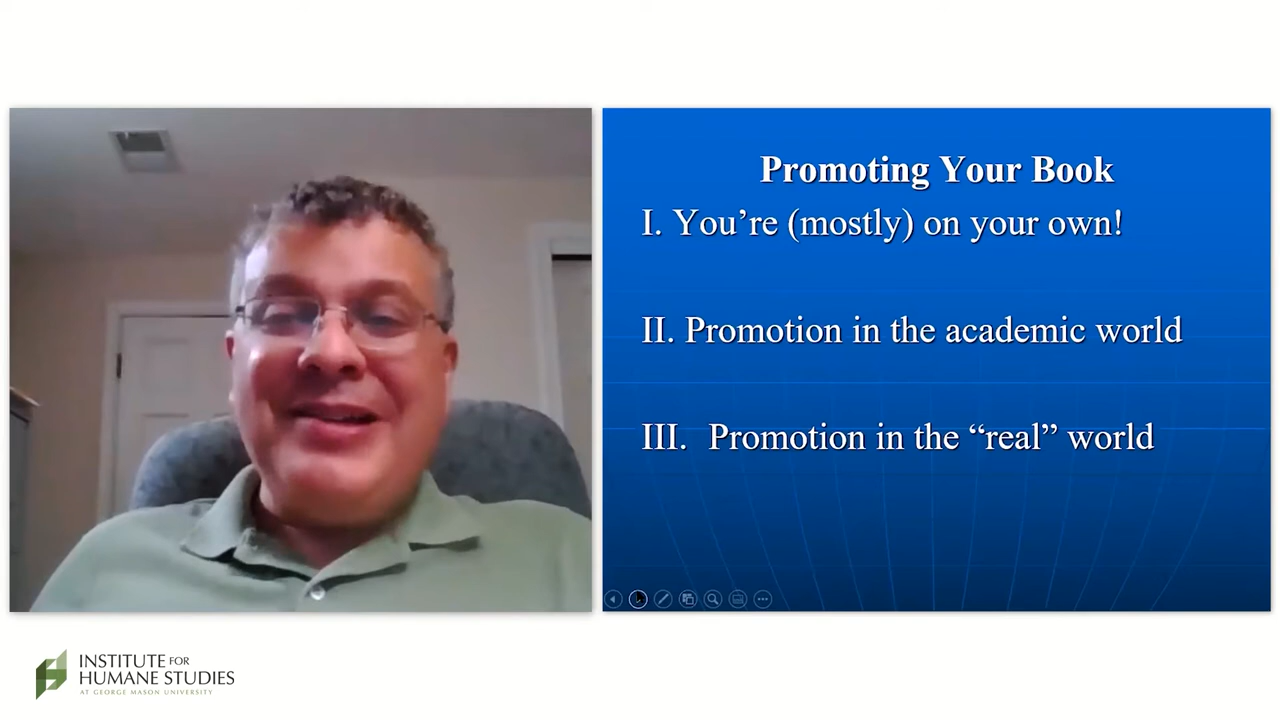 Promoting Your Book
I. You’re (mostly) on your own!
II. Promotion in the academic world
III. Promotion in the “real” world
INSTITUTE FOR
HUMANE STUDIES
AT GEORGE MASON UNIVERSITY